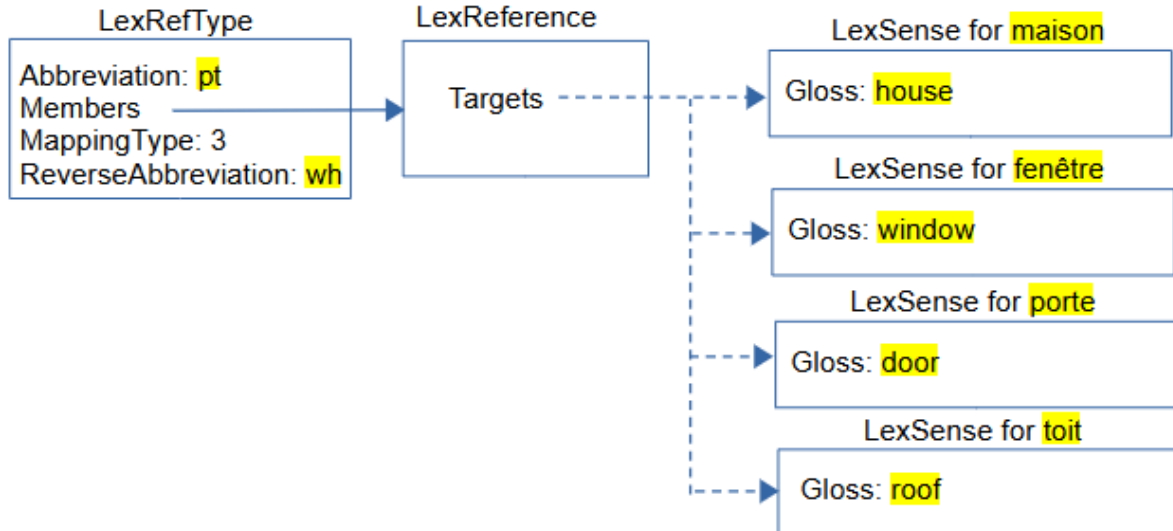 LexRefType
Abbreviation: pt
Members
MappingType: 3
ReverseAbbreviation: wh
LexReference
Targets
LexSense for maison
Gloss: house
LexSense for fenêtre
Gloss: window
LexSense for porte
Gloss: door
LexSense for toit
Gloss: roof